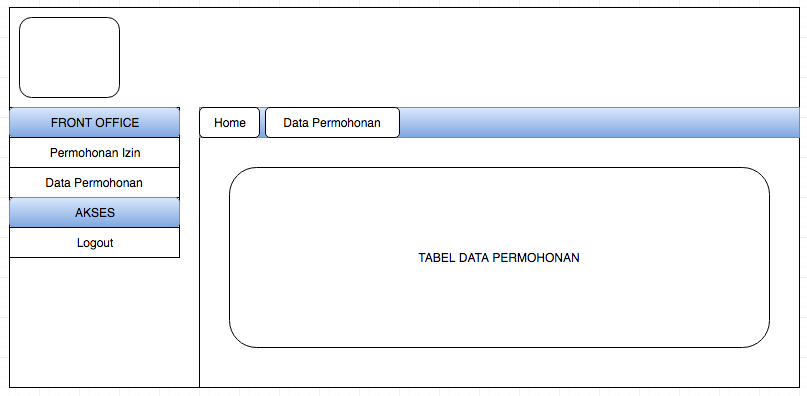 FRONT OFFICE
Permohonan Izin
Data Permohonan
AKSES
Logout
Home
Data Permohonan
TABEL DATA PERMOHONAN